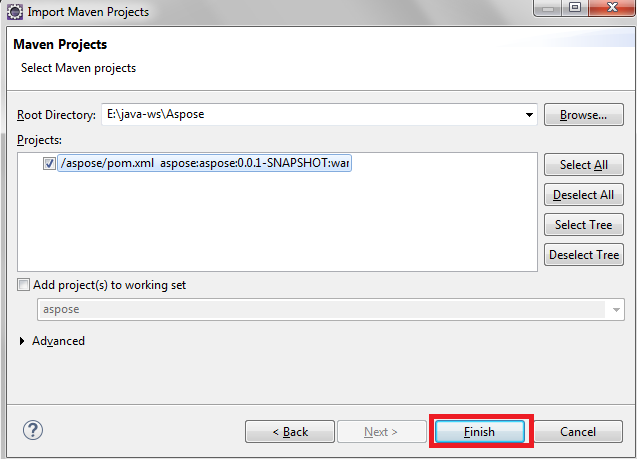 Import Maven Projects
Maven Projects
Select Maven projects
Root Directory: E:\java-ws\Aspose Browse...
Projects:
/aspose/pom.xml aspose:aspose:0.0.1-SNAPSHOT:war
Select All
Deselect All
Select Tree
Deselect Tree
Add project(s) to working set
aspose
Advanced
? < Back Next > Finish Cancel